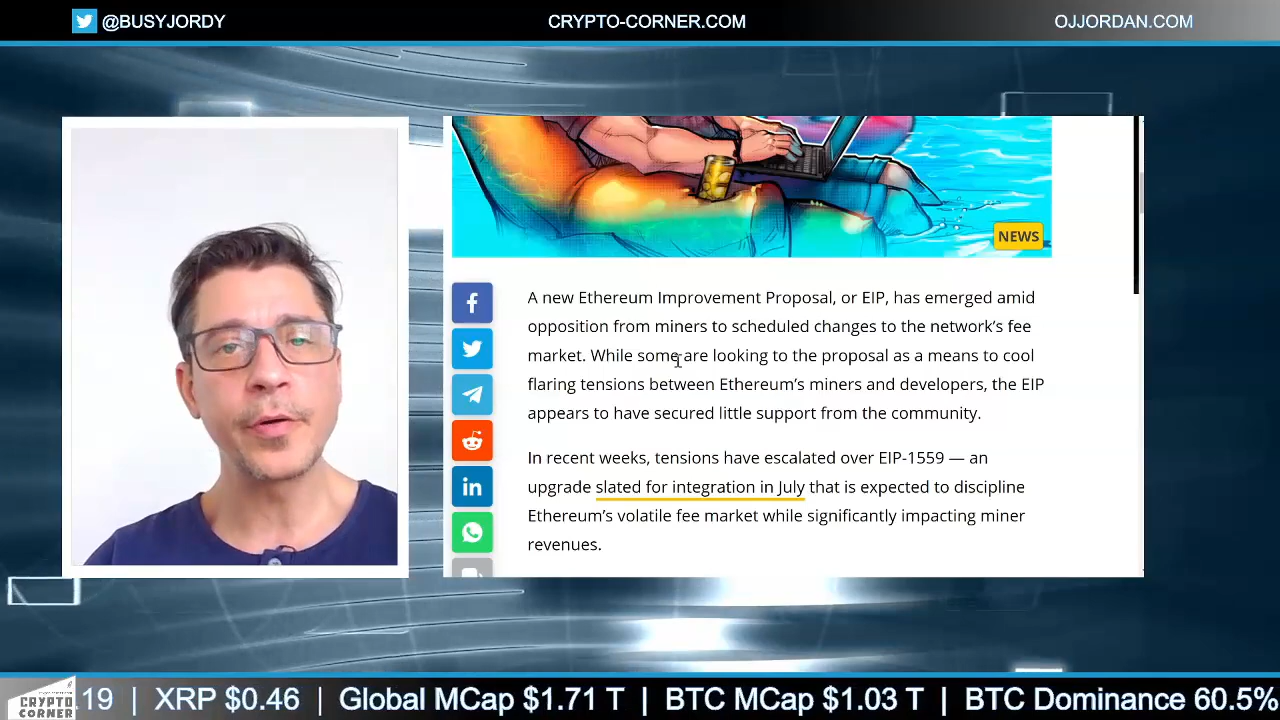 @BUSYJORDY
CRYPTO-CORNER.COM
OJJORDAN.COM
NEWS
A new Ethereum Improvement Proposal, or EIP, has emerged amid
opposition from miners to scheduled changes to the network’s fee
market. While some are looking to the proposal as a means to cool
flaring tensions between Ethereum’s miners and developers, the EIP
appears to have secured little support from the community.
In recent weeks, tensions have escalated over EIP-1559 — an
upgrade slated for integration in July that is expected to discipline
Ethereum’s volatile fee market while significantly impacting miner
revenues.
CRYPTO
CORNER
.19 | XRP $0.46 | Global MCap $1.71 T | BTC MCap $1.03 T | BTC Dominance 60.5%